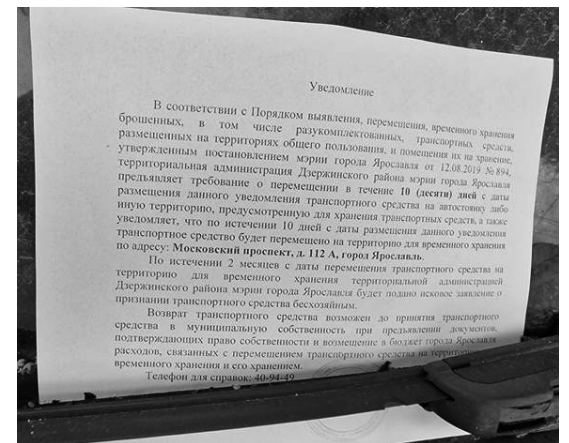 Уведомление
В соответствии с Порядком выявления, перемещения, временного хранения
брошенных, в том числе разукомплектованных, транспортных средств,
размещенных на территориях общего пользования, и помещения их на хранение,
утвержденным постановлением мэрии города Ярославля от 12.08.2019 № 894,
территориальная администрация Дзержинского района мэрии города Ярославля
предъявляет требование о перемещении в течение 10 (десяти) дней с даты
размещения данного уведомления транспортного средства на автостоянку либо
иную территорию, предусмотренную для хранения транспортных средств, а также
уведомляет, что по истечении 10 дней с даты размещения данного уведомления
транспортное средство будет перемещено на территорию для временного хранения
по адресу: Московский проспект, д. 112 А, город Ярославль.
По истечении 2 месяцев с даты перемещения транспортного средства на
территорию для временного хранения территориальной администрацией
Дзержинского района мэрии города Ярославля будет подано исковое заявление о
признании транспортного средства бесхозяйным.
Возврат транспортного средства возможен до принятия транспортного
средства в муниципальную собственность при предъявлении документов,
подтверждающих право собственности и возмещение в бюджет города Ярославля
расходов, связанных с перемещением транспортного средства на территорию
временного хранения и его хранением.
Телефон для справок: 40-94-49